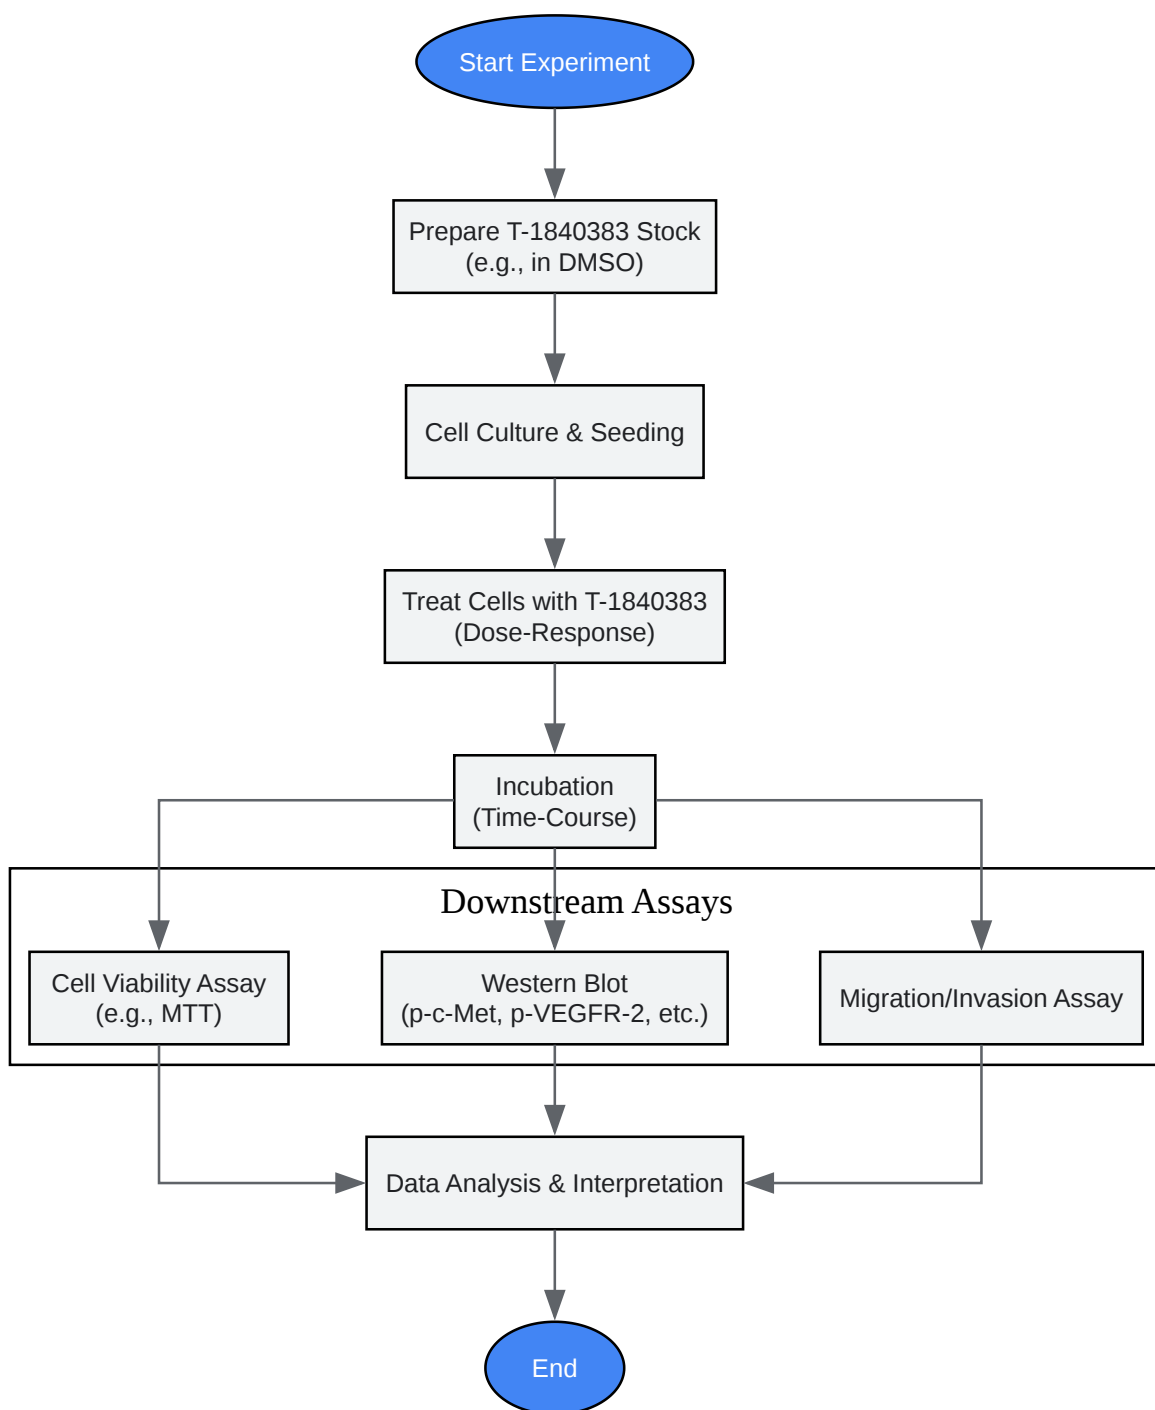 Start Experiment
Prepare T-1840383 Stock
(e.g., in DMSO)
Cell Culture & Seeding
Treat Cells with T-1840383
(Dose-Response)
Incubation
(Time-Course)
Downstream Assays
Cell Viability Assay
(e.g., MTT)
Western Blot
(p-c-Met, p-VEGFR-2, etc.)
Migration/Invasion Assay
Data Analysis & Interpretation
End